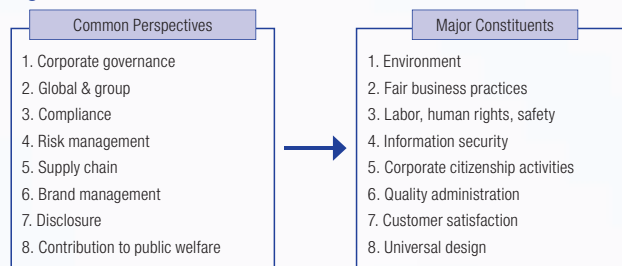 Common Perspectives
1. Corporate governance
2. Global & group
3. Compliance
4. Risk management
5. Supply chain
6. Brand management
7. Disclosure
8. Contribution to public welfare
Major Constituents
1. Environment
2. Fair business practices
3. Labor, human rights, safety
4. Information security
5. Corporate citizenship activities
6. Quality administration
7. Customer satisfaction
8. Universal design